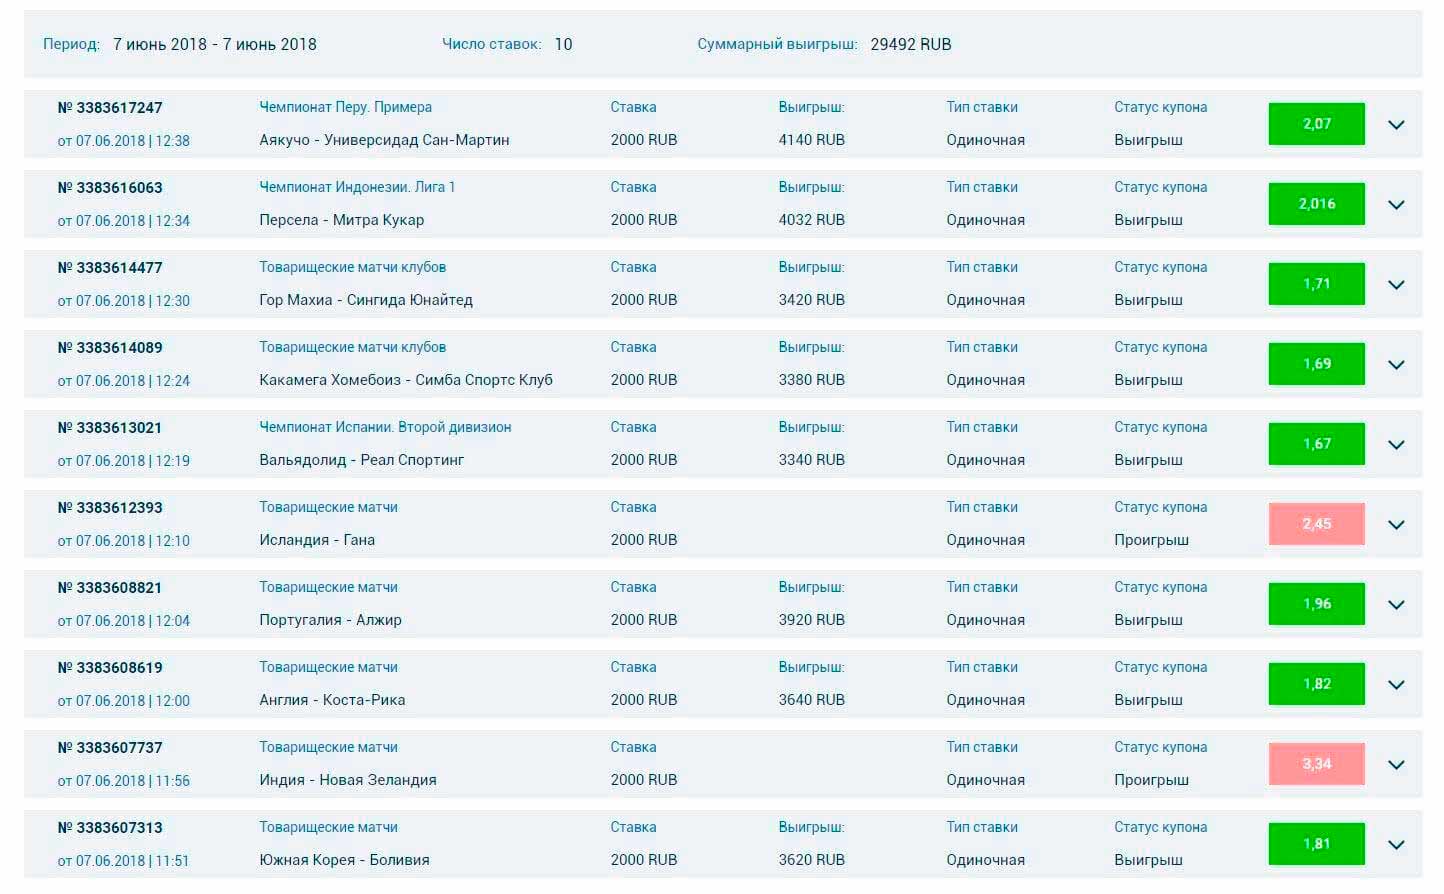 Период: 7 июнь 2018 - 7 июнь 2018 Число ставок: 10 Суммарный выигрыш: 29492 RUB
№ 3383617247 Чемпионат Перу. Примера Ставка Выигрыш: Тип ставки Статус купона 2,07
от 07.06.2018 | 12:38 Аякучо - Универсидад Сан-Мартин 2000 RUB 4140 RUB Одиночная Выигрыш
№ 3383616063 Чемпионат Индонезии. Лига 1 Ставка Выигрыш: Тип ставки Статус купона 2,016
от 07.06.2018 | 12:34 Персела - Митра Кукар 2000 RUB 4032 RUB Одиночная Выигрыш
№ 3383614477 Товарищеские матчи клубов Ставка Выигрыш: Тип ставки Статус купона 1,71
от 07.06.2018 | 12:30 Гор Махиа - Сингида Юнайтед 2000 RUB 3420 RUB Одиночная Выигрыш
№ 3383614089 Товарищеские матчи клубов Ставка Выигрыш: Тип ставки Статус купона 1,69
от 07.06.2018 | 12:24 Какамега Хомебоиз - Симба Спортс Клуб 2000 RUB 3380 RUB Одиночная Выигрыш
№ 3383613021 Чемпионат Испании. Второй дивизион Ставка Выигрыш: Тип ставки Статус купона 1,67
от 07.06.2018 | 12:19 Вальядолид - Реал Спортинг 2000 RUB 3340 RUB Одиночная Выигрыш
№ 3383612393 Товарищеские матчи Ставка Тип ставки Статус купона 2,45
от 07.06.2018 | 12:10 Исландия - Гана 2000 RUB Одиночная Проигрыш
№ 3383608821 Товарищеские матчи Ставка Выигрыш: Тип ставки Статус купона 1,96
от 07.06.2018 | 12:04 Португалия - Алжир 2000 RUB 3920 RUB Одиночная Выигрыш
№ 3383608619 Товарищеские матчи Ставка Выигрыш: Тип ставки Статус купона 1,82
от 07.06.2018 | 12:00 Англия - Коста-Рика 2000 RUB 3640 RUB Одиночная Выигрыш
№ 3383607737 Товарищеские матчи Ставка Тип ставки Статус купона 3,34
от 07.06.2018 | 11:56 Индия - Новая Зеландия 2000 RUB Одиночная Проигрыш
№ 3383607313 Товарищеские матчи Ставка Выигрыш: Тип ставки Статус купона 1,81
от 07.06.2018 | 11:51 Южная Корея - Боливия 2000 RUB 3620 RUB Одиночная Выигрыш